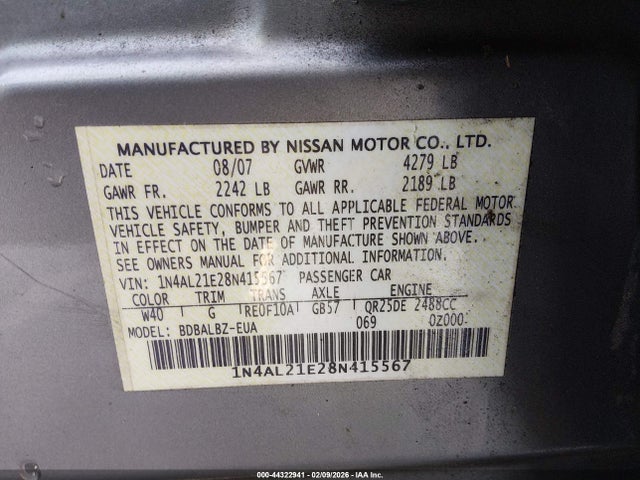 MANUFACTURED BY NISSAN MOTOR CO., LTD.
DATE 08/07 GVWR 4279 LB
GAWR FR. 2242 LB GAWR RR. 2189 LB
THIS VEHICLE CONFORMS TO ALL APPLICABLE FEDERAL MOTOR
VEHICLE SAFETY, BUMPER AND THEFT PREVENTION STANDARDS
IN EFFECT ON THE DATE OF MANUFACTURE SHOWN ABOVE.
SEE OWNERS MANUAL FOR ADDITIONAL INFORMATION.
VIN: 1N4AL21E28N415567 PASSENGER CAR
COLOR TRIM TRANS AXLE ENGINE
W40 G RE0F10A GB57 QR25DE 2488CC
MODEL: BDBALBZ-EUA 069 0Z000
1N4AL21E28N415567
000-44322941 - 02/09/2026 - IAA Inc.